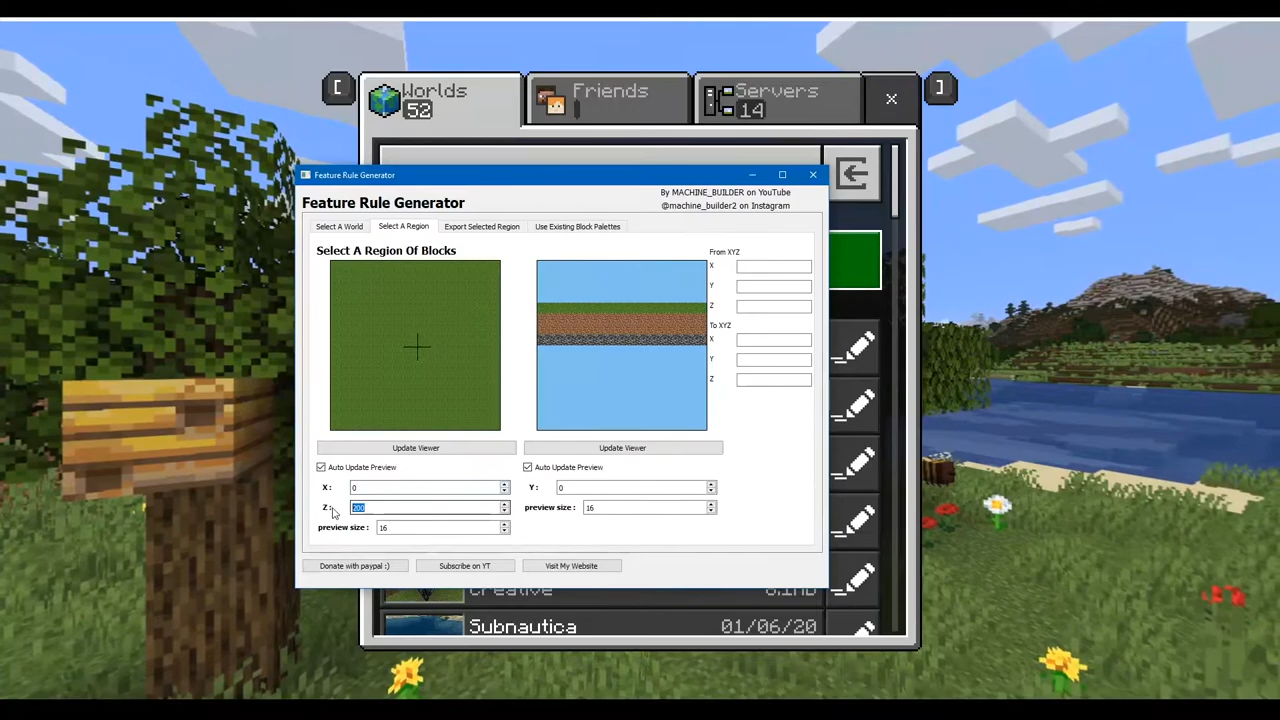 Worlds
52
Friends
Servers
14
Feature Rule Generator
Feature Rule Generator
By MACHINE_BUILDER on YouTube
@machine_builder2 on Instagram
Select A World
Select A Region
Export Selected Region
Use Existing Block Palettes
Select A Region Of Blocks
From XYZ
X
Y
Z
To XYZ
X
Y
Z
Update Viewer
Update Viewer
Auto Update Preview
Auto Update Preview
X : 0
Y : 0
Z : 200
preview size : 16
preview size : 16
Donate with paypal :)
Subscribe on YT
Visit My Website
Creative
Subnautica
01/06/20